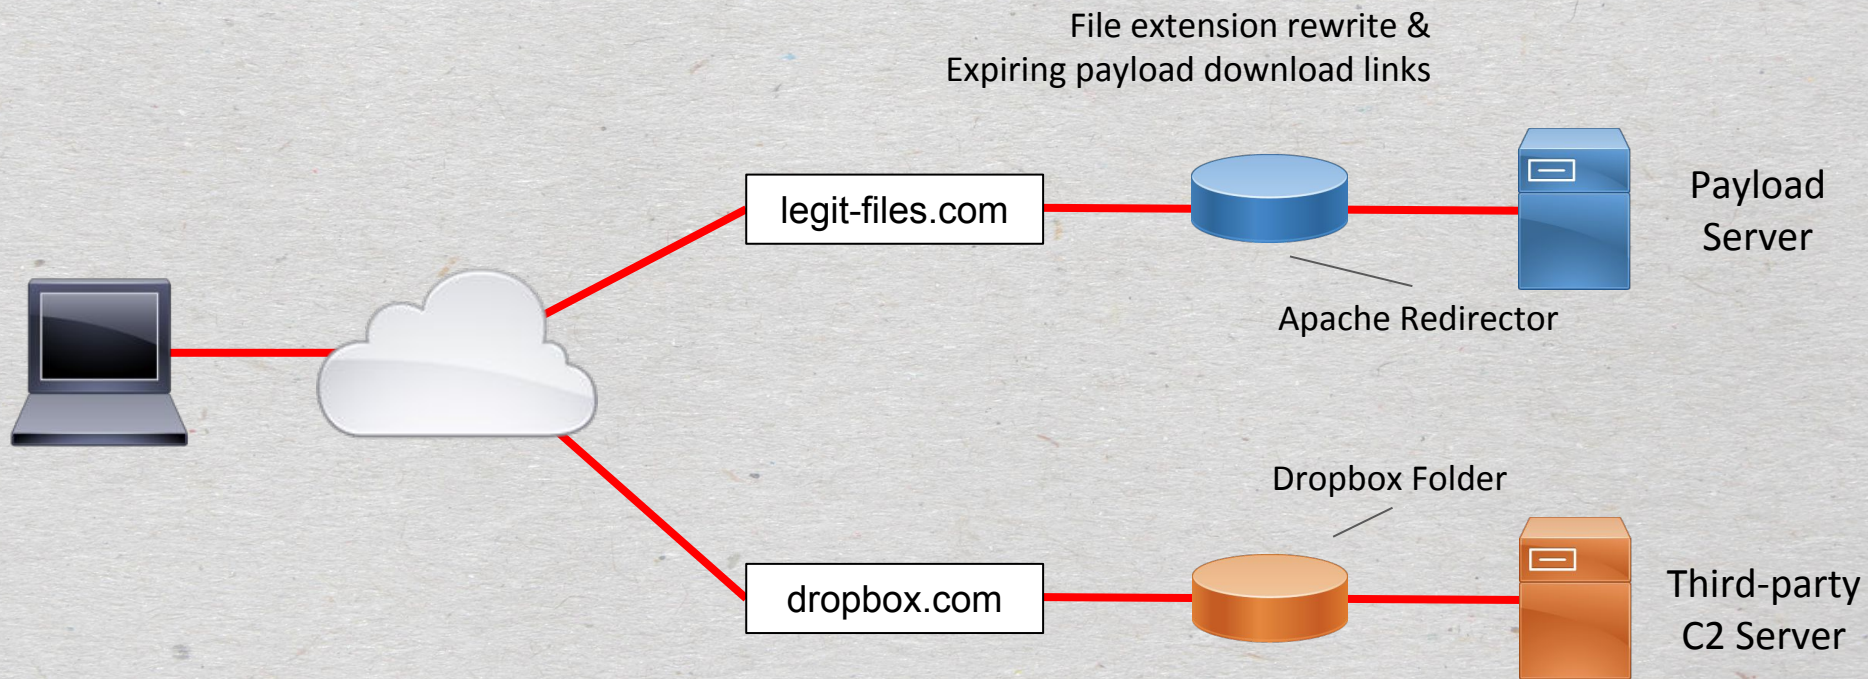 File extension rewrite &
Expiring payload download links
legit-files.com
Payload
Server
Apache Redirector
Dropbox Folder
dropbox.com
Third-party
C2 Server